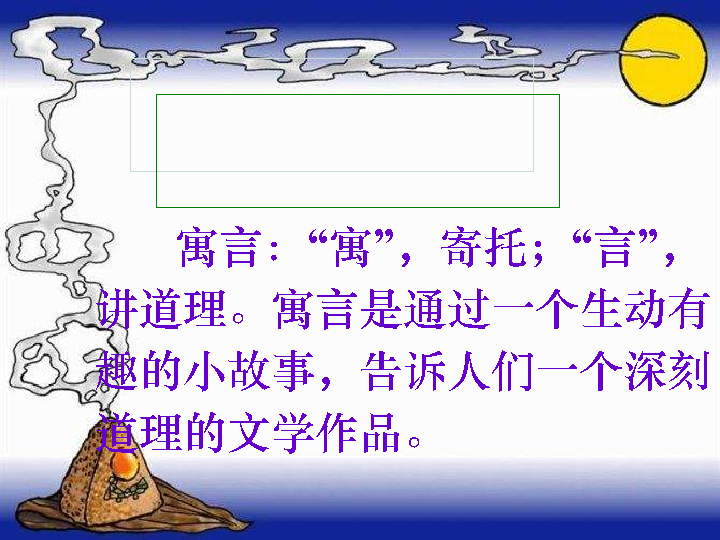 寓言：“寓”，寄托；“言”，
讲道理。寓言是通过一个生动有
趣的小故事，告诉人们一个深刻
道理的文学作品。